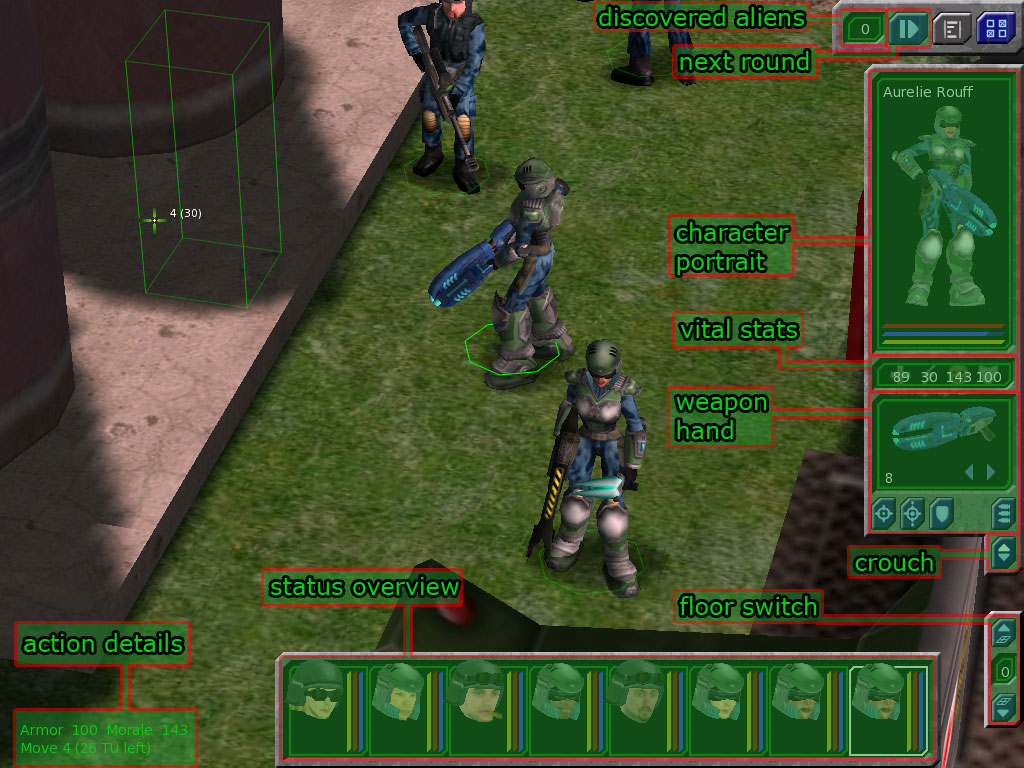 discovered aliens
0
next round
Aurelie Rouff
4 (30)
character
portrait
vital stats
89 30 143 100
weapon
hand
8
crouch
status overview
floor switch
action details
0
Armor 100 Morale 143
Move 4 (26 TU left)